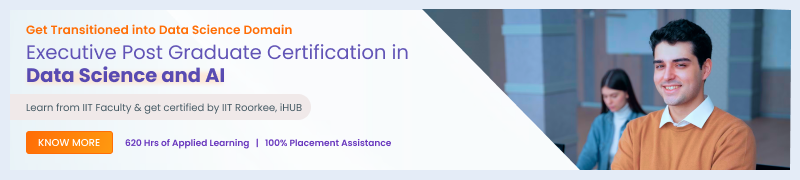 Get Transitioned into Data Science Domain
Executive Post Graduate Certification in
Data Science and AI
Learn from IIT Faculty & get certified by IIT Roorkee, iHUB
KNOW MORE 620 Hrs of Applied Learning | 100% Placement Assistance